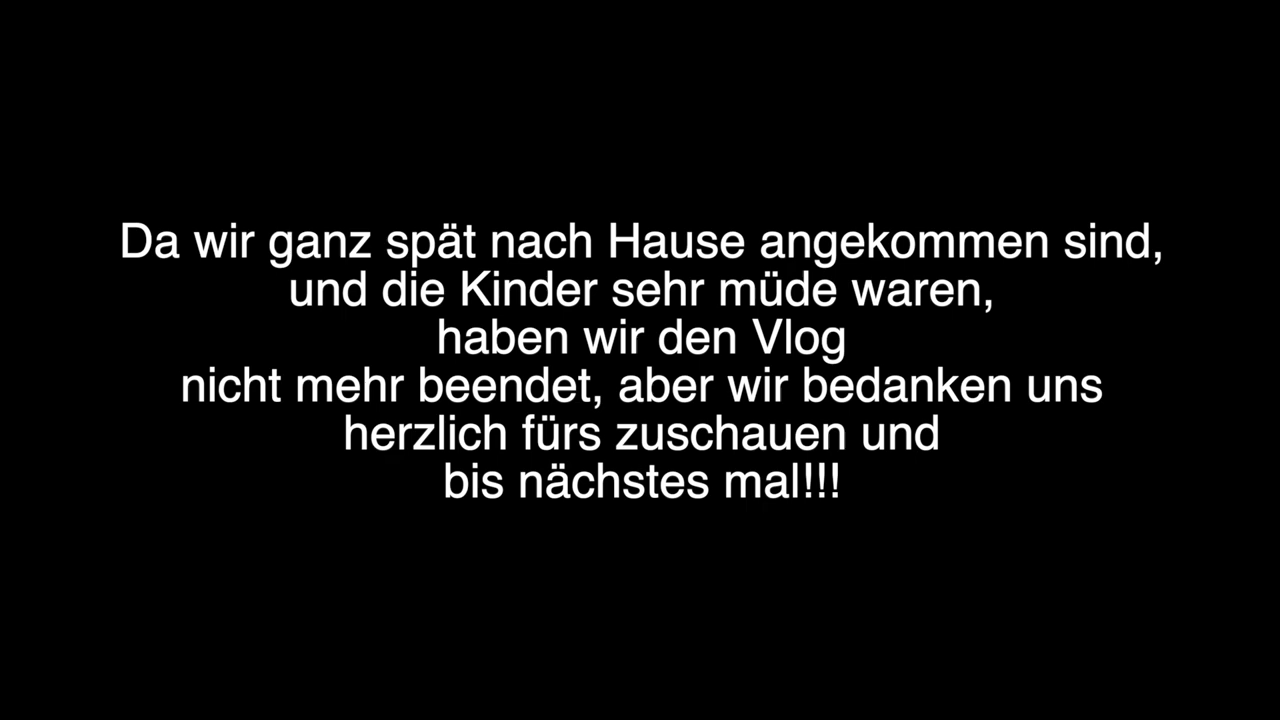 Da wir ganz spät nach Hause angekommen sind,
und die Kinder sehr müde waren,
haben wir den Vlog
nicht mehr beendet, aber wir bedanken uns
herzlich fürs zuschauen und
bis nächstes mal!!!